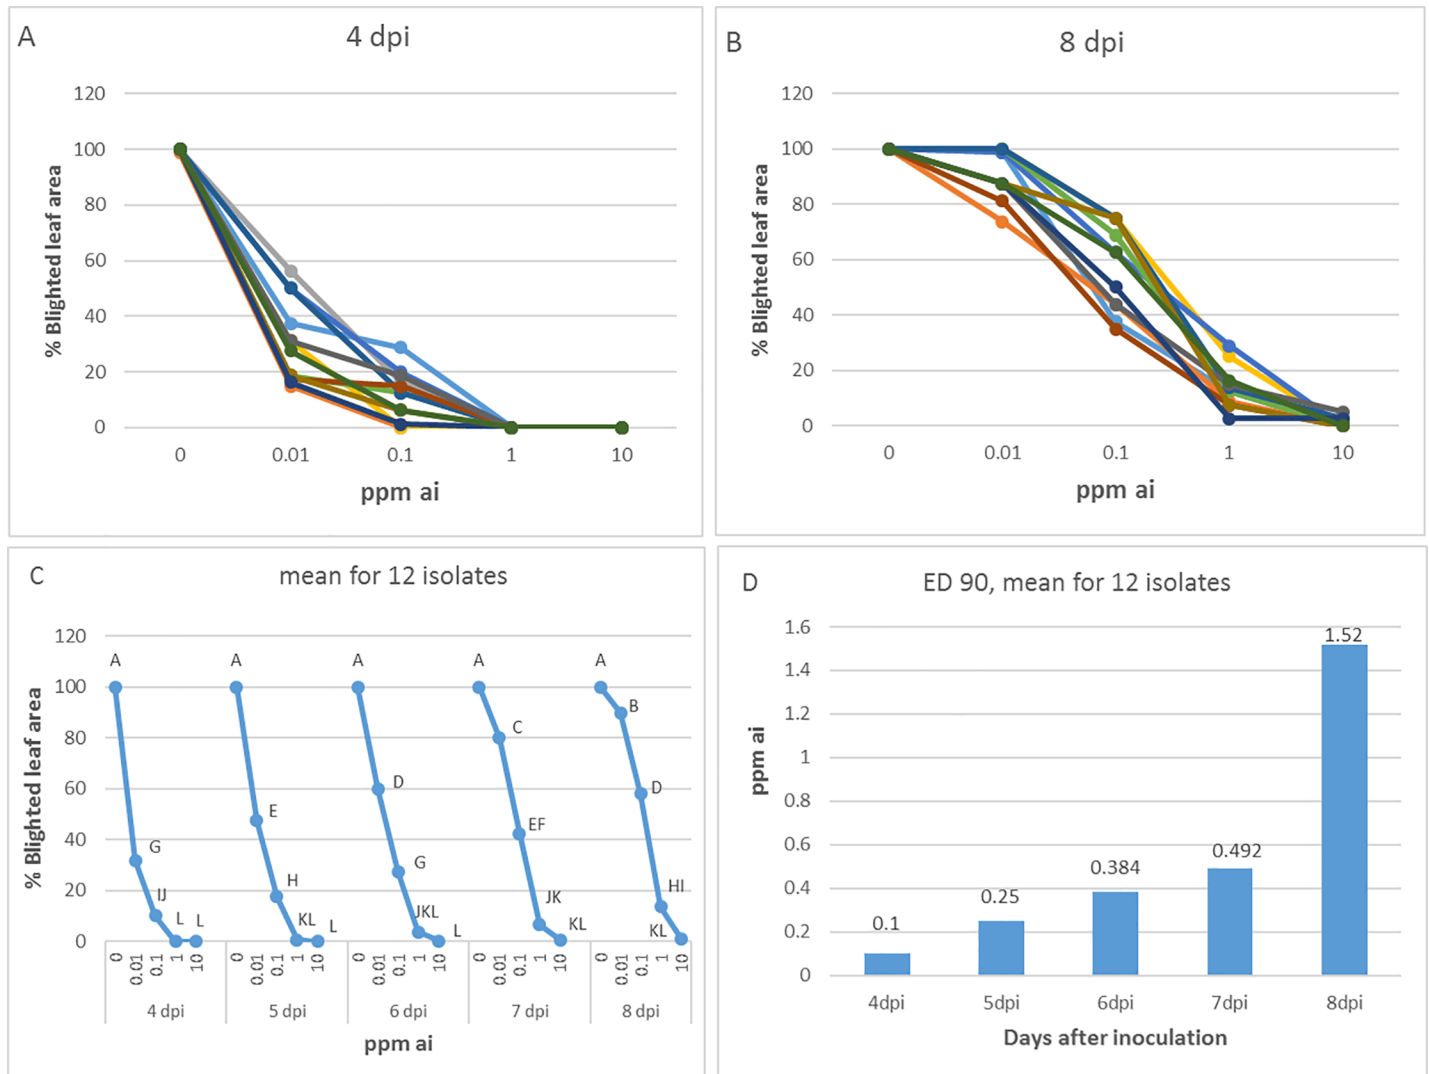 A
4 dpi
120
100
80
60
40
20
0
% Blighted leaf area
0 0.01 0.1 1 10
ppm ai
B
8 dpi
120
100
80
60
40
20
0
% Blighted leaf area
0 0.01 0.1 1 10
ppm ai
C
mean for 12 isolates
120
100
80
60
40
20
0
% Blighted leaf area
A G IJ L L
A E H KL L
A D G JKL L
A C EF JK KL
A B D HI KL
0 0.01 0.1 1 10 0 0.01 0.1 1 10 0 0.01 0.1 1 10 0 0.01 0.1 1 10 0 0.01 0.1 1 10
4 dpi 5 dpi 6 dpi 7 dpi 8 dpi
ppm ai
D
ED 90, mean for 12 isolates
1.6
1.4
1.2
1
0.8
0.6
0.4
0.2
0
ppm ai
0.1 0.25 0.384 0.492 1.52
4dpi 5dpi 6dpi 7dpi 8dpi
Days after inoculation